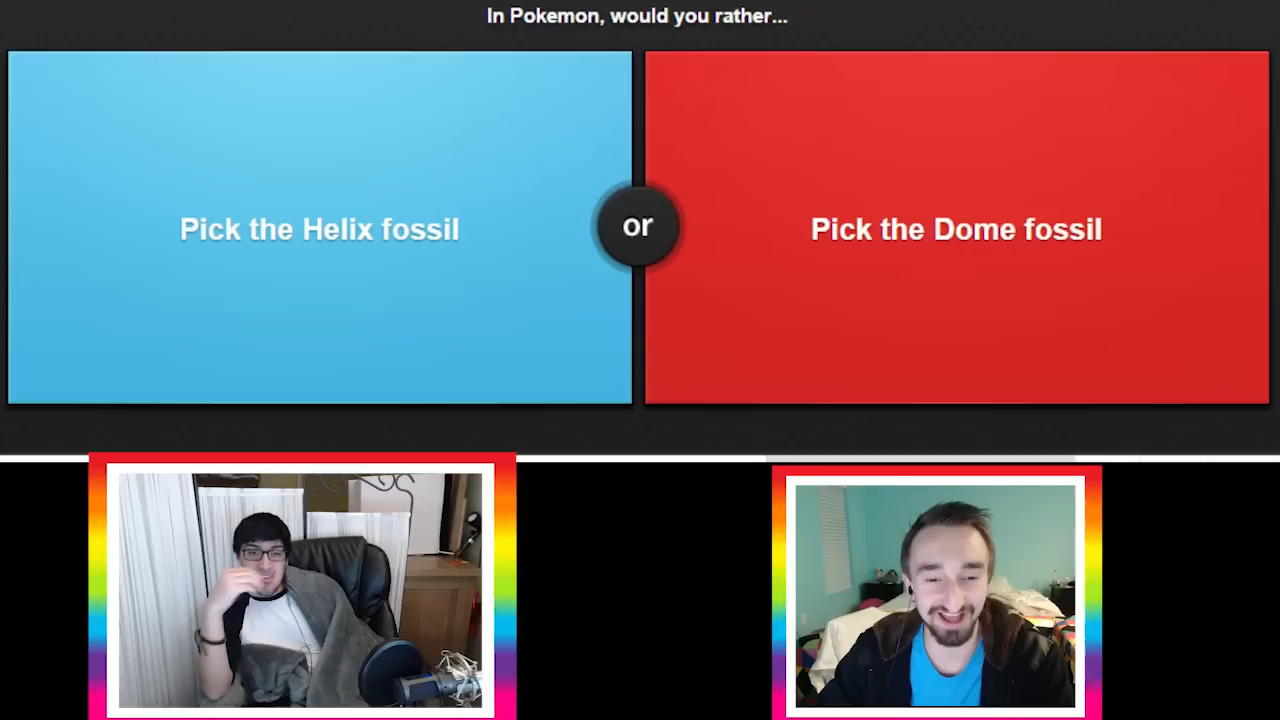 In Pokemon, would you rather...
Pick the Helix fossil
or
Pick the Dome fossil